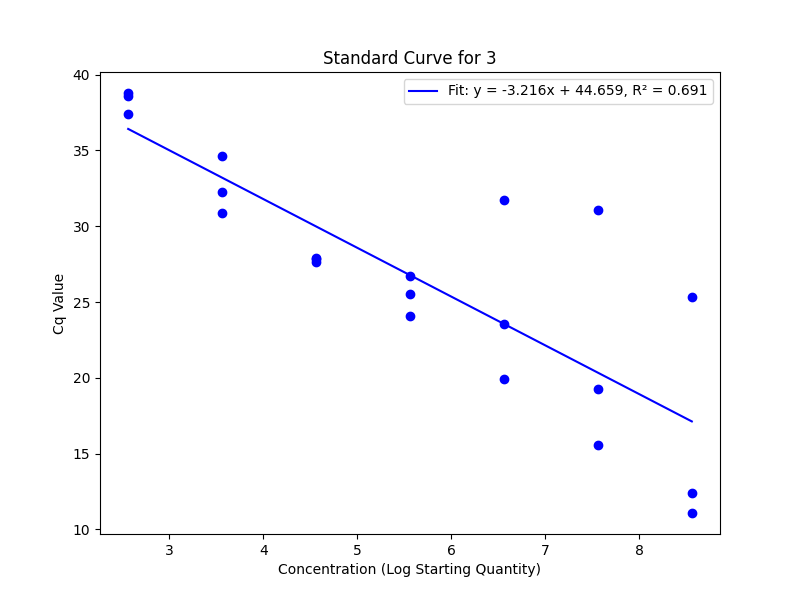 Standard Curve for 3
Fit: y = -3.216x + 44.659, R² = 0.691
40
35
30
25
20
15
10
Cq Value
3 4 5 6 7 8
Concentration (Log Starting Quantity)